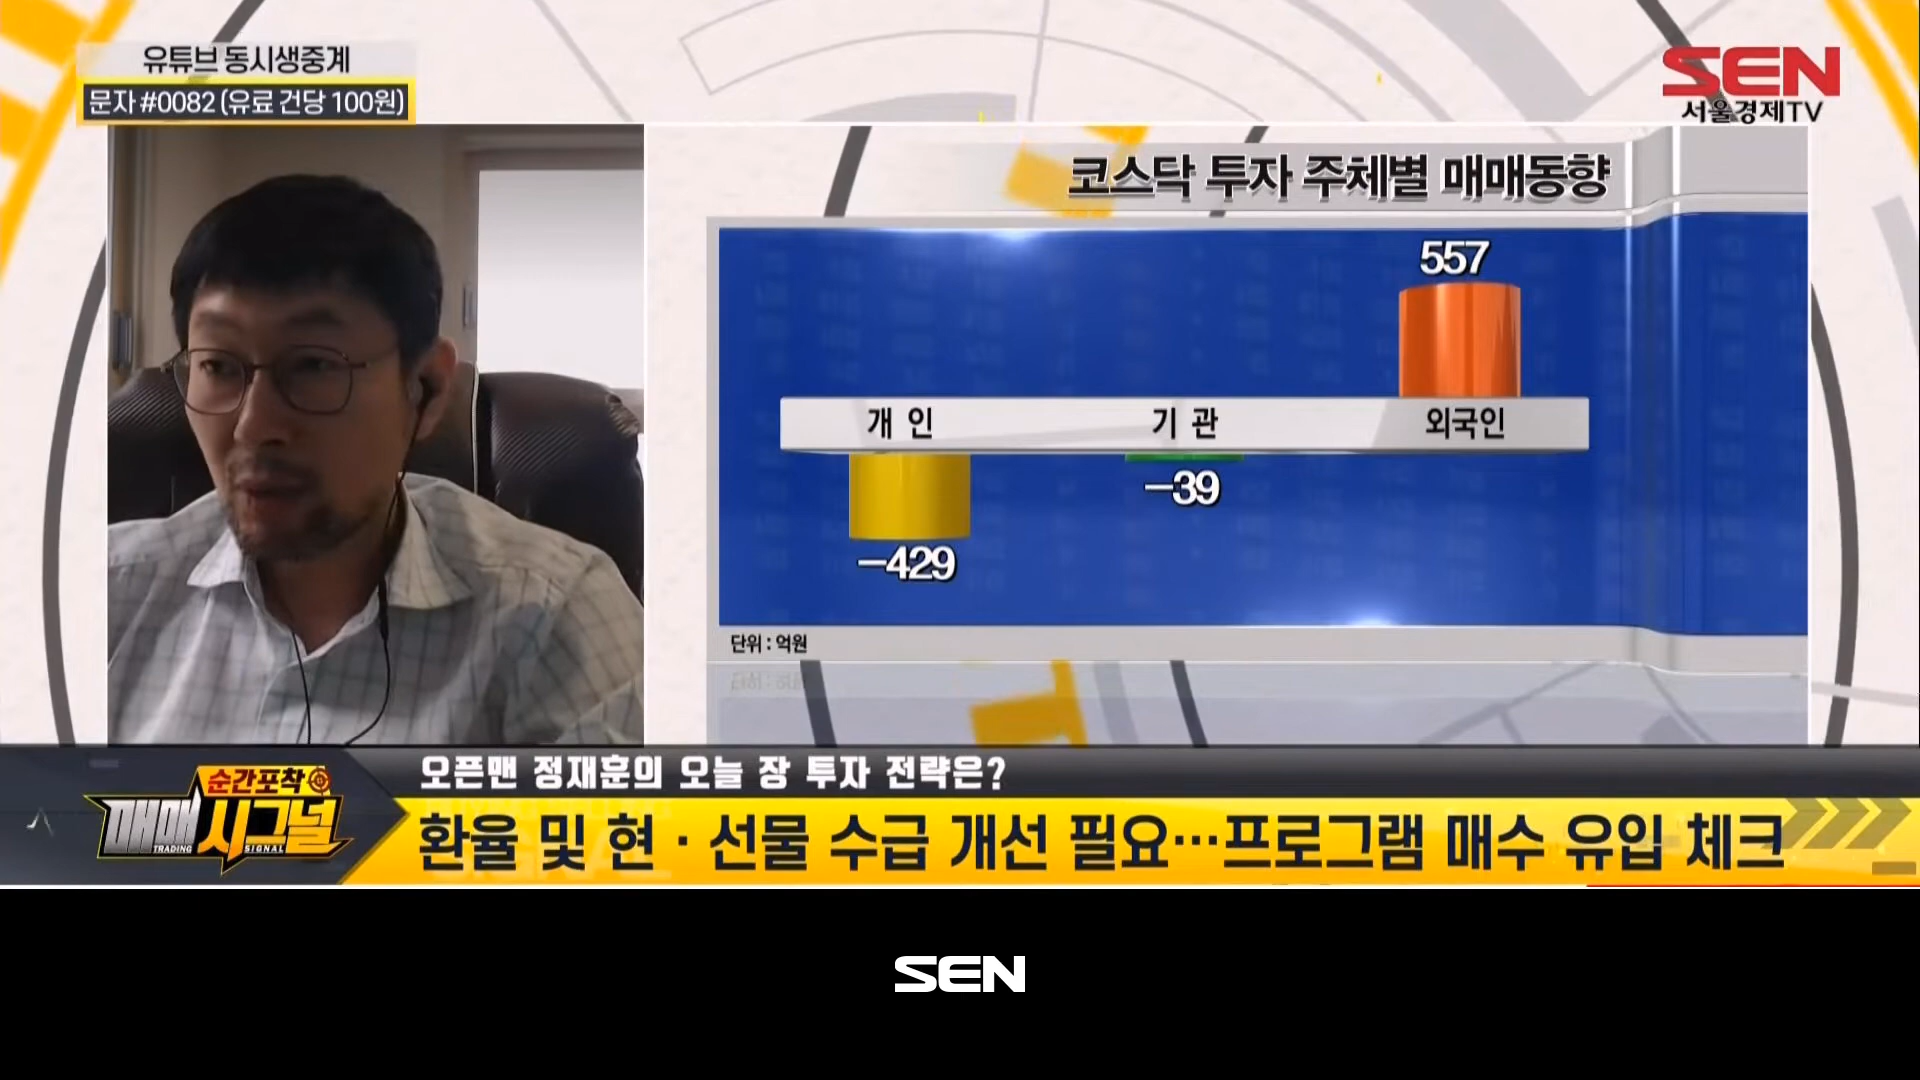 유튜브 동시생중계
문자 #0082 (유료 건당 100원)
SEN
서울경제TV
코스닥 투자 주체별 매매동향
557
개 인
기 관
외국인
-39
-429
단위 : 억원
순간포착
매매 시그널
TRADING SIGNAL
오픈맨 정재훈의 오늘 장 투자 전략은?
환율 및 현·선물 수급 개선 필요…프로그램 매수 유입 체크
SEN